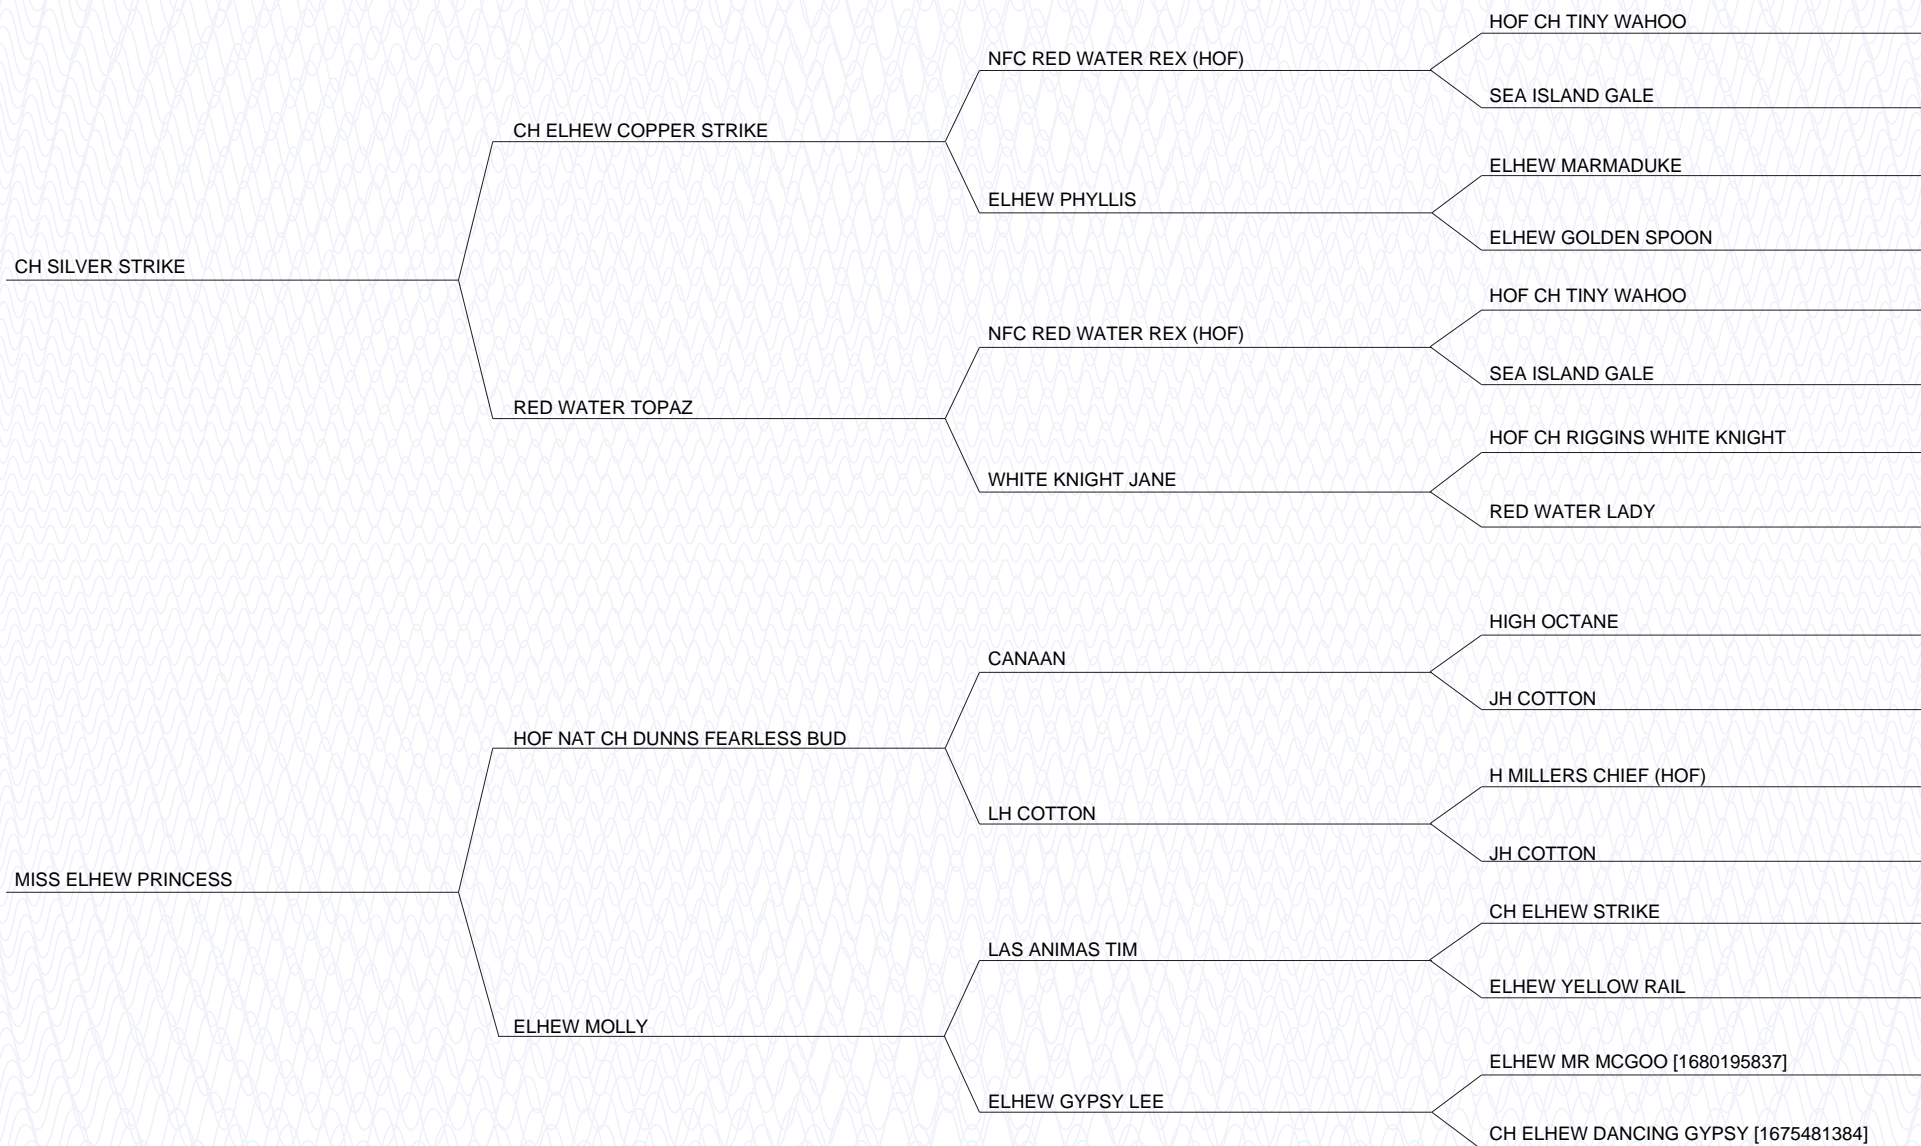 HOF CH TINY WAHOO
NFC RED WATER REX (HOF)
SEA ISLAND GALE
CH ELHEW COPPER STRIKE
ELHEW MARMADUKE
ELHEW PHYLLIS
ELHEW GOLDEN SPOON
CH SILVER STRIKE
HOF CH TINY WAHOO
NFC RED WATER REX (HOF)
SEA ISLAND GALE
RED WATER TOPAZ
HOF CH RIGGINS WHITE KNIGHT
WHITE KNIGHT JANE
RED WATER LADY
HIGH OCTANE
CANAAN
JH COTTON
HOF NAT CH DUNNS FEARLESS BUD
H MILLERS CHIEF (HOF)
LH COTTON
JH COTTON
MISS ELHEW PRINCESS
CH ELHEW STRIKE
LAS ANIMAS TIM
ELHEW YELLOW RAIL
ELHEW MOLLY
ELHEW MR MCGOO [1680195837]
ELHEW GYPSY LEE
CH ELHEW DANCING GYPSY [1675481384]